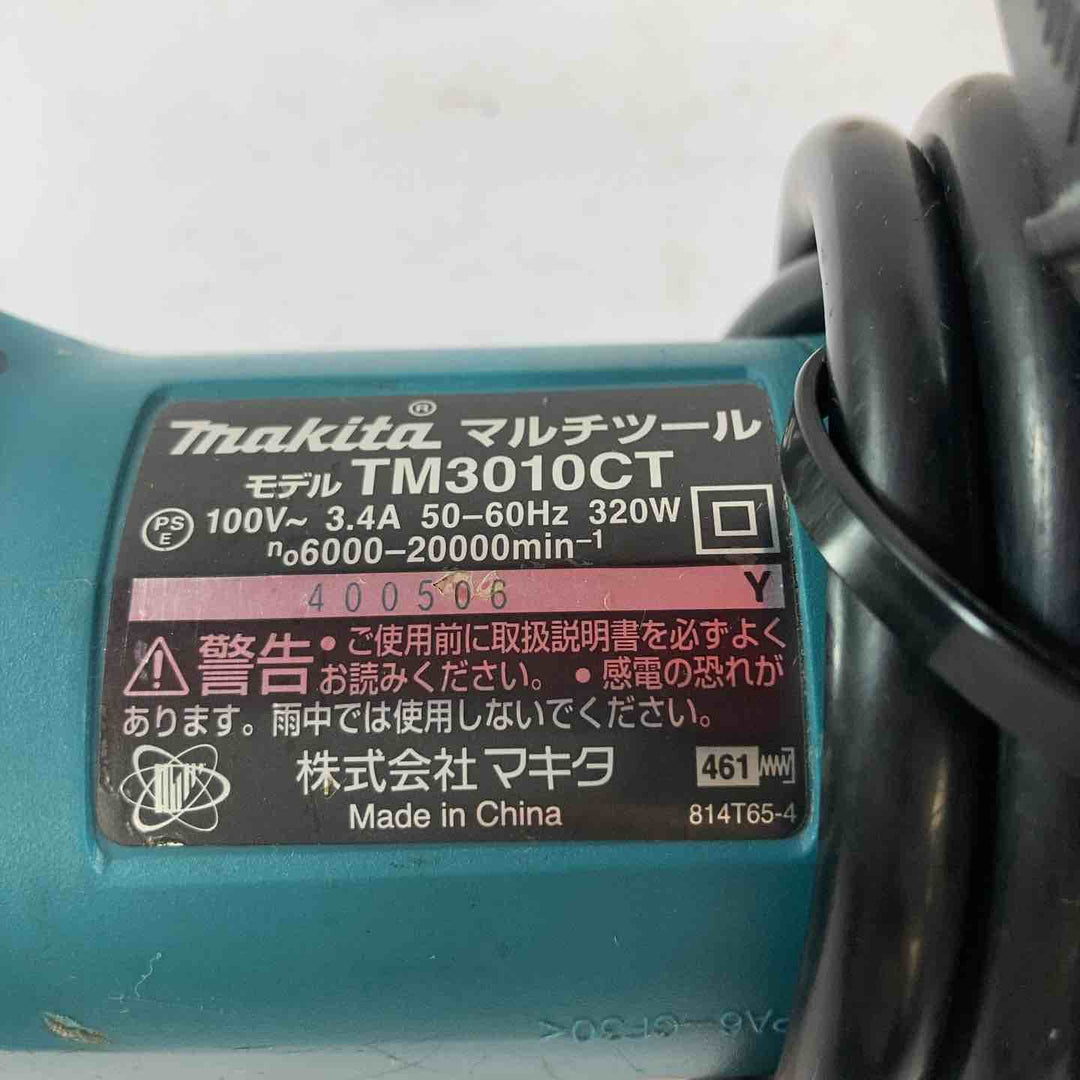 makita® マルチツール
モデル TM3010CT
PS
E
100V~ 3.4A 50-60Hz 320W
n₀6000-20000min⁻¹
400506 Y
警告 • ご使用前に取扱説明書を必ずよく
お読みください。 • 感電の恐れが
あります。雨中では使用しないでください。
株式会社マキタ
461
Made in China
814T65-4
PA6-GF30<